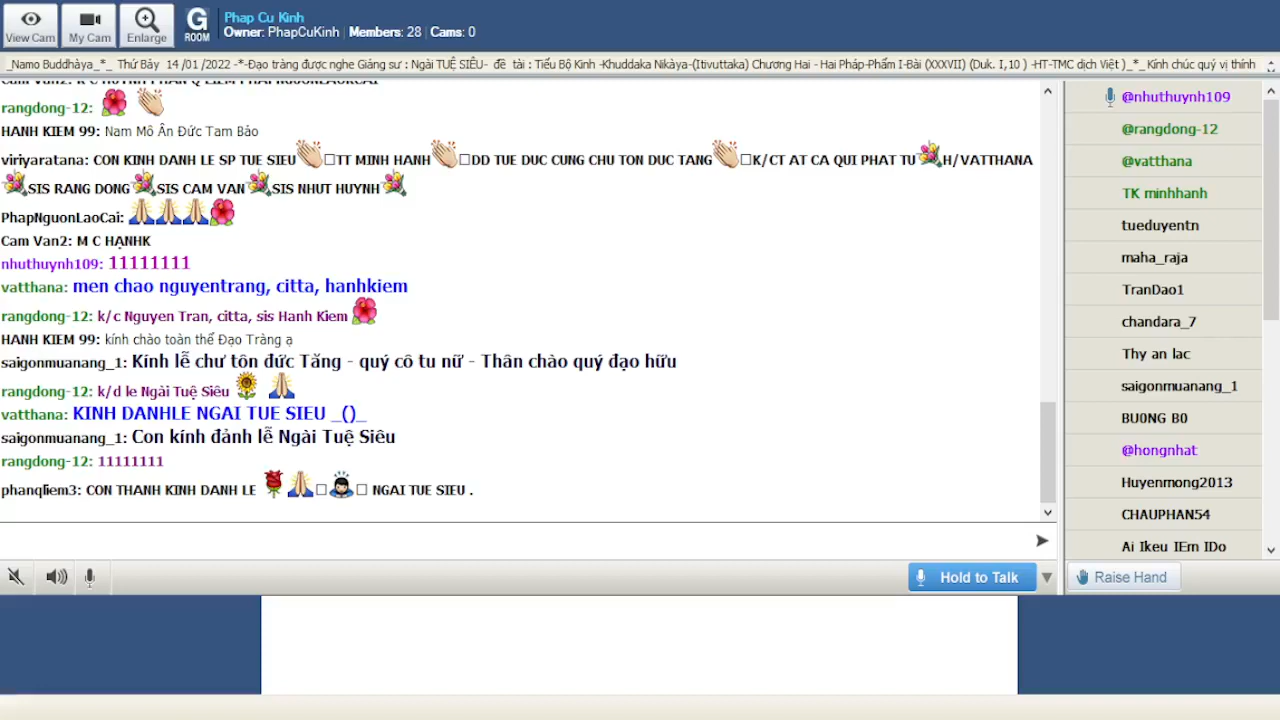 View Cam
My Cam
Enlarge
G
ROOM
Phap Cu Kinh
Owner: PhapCuKinh | Members: 28 | Cams: 0
_Namo Buddhàya_*_ Thứ Bảy 14 /01 /2022 -*-Đạo tràng được nghe Giảng sư : Ngài TUỆ SIÊU- đề tài : Tiểu Bộ Kinh -Khuddaka Nikàya-(Itivuttaka) Chương Hai - Hai Pháp-Phẩm I-Bài (XXXVII) (Duk. I,10 ) -HT-TMC dịch Việt )_*_Kính chúc quý vị thính
rangdong-12:
HANH KIEM 99: Nam Mô Ân Đức Tam Bảo
viriyaratana: CON KINH DANH LE SP TUE SIEU TT MINH HANH DD TUE DUC CUNG CHU TON DUC TANG K/CT AT CA QUI PHAT TU H/VATTHANA
SIS RANG DONG SIS CAM VAN SIS NHUT HUYNH
PhapNguonLaoCai:
Cam Van2: M C HẠNHK
nhuthuynh109: 11111111
vatthana: men chao nguyentrang, citta, hanhkiem
rangdong-12: k/c Nguyen Tran, citta, sis Hanh Kiem
HANH KIEM 99: kính chào toàn thể Đạo Tràng ạ
saigonmuanang_1: Kính lễ chư tôn đức Tăng - quý cô tu nữ - Thân chào quý đạo hữu
rangdong-12: k/d le Ngài Tuệ Siêu
vatthana: KINH DANHLE NGAI TUE SIEU _()_
saigonmuanang_1: Con kính đảnh lễ Ngài Tuệ Siêu
rangdong-12: 11111111
phanqliem3: CON THANH KINH DANH LE NGAI TUE SIEU .
@nhuthuynh109
@rangdong-12
@vatthana
TK minhhanh
tueduyentn
maha_raja
TranDao1
chandara_7
Thy an lac
saigonmuanang_1
BU0NG B0
@hongnhat
Huyenmong2013
CHAUPHAN54
Ai Ikeu IEm IDo
Hold to Talk
Raise Hand